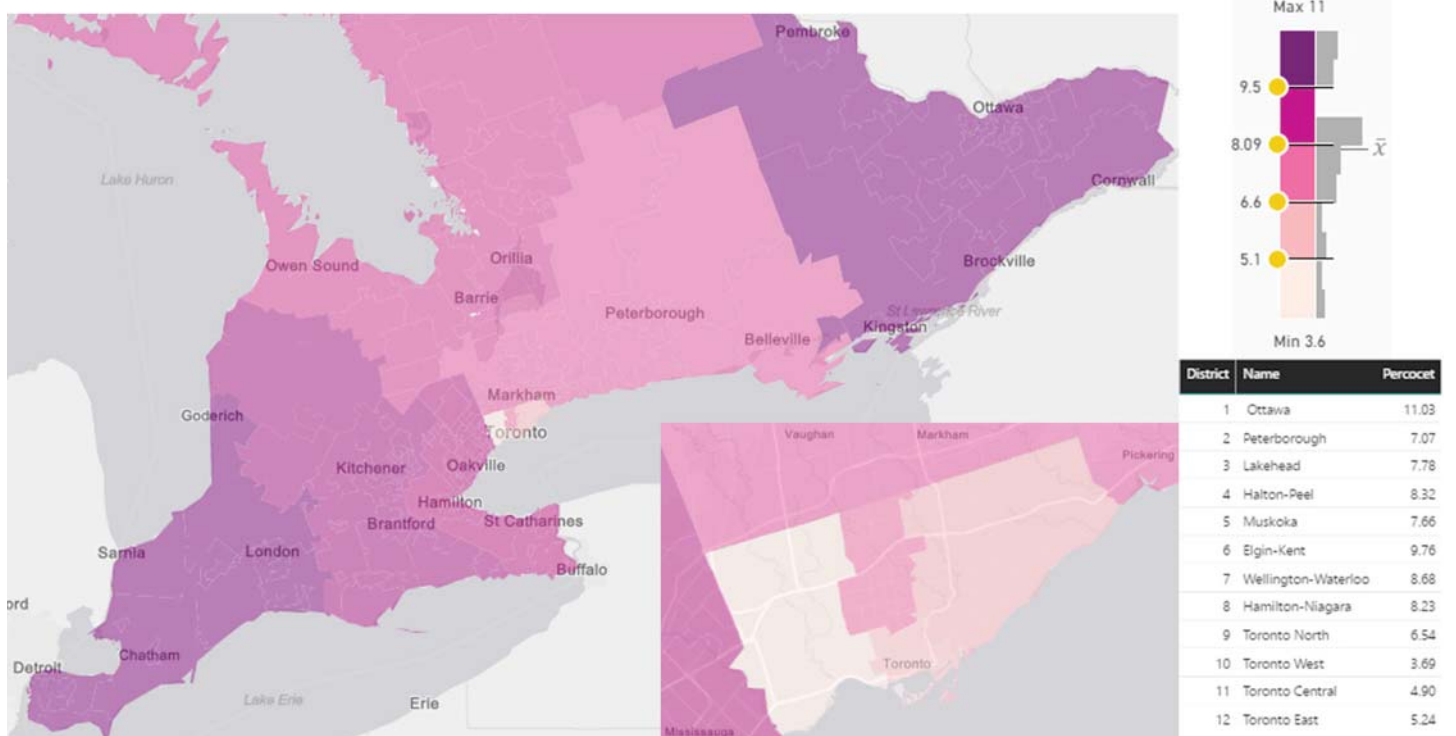 Pembroke
Ottawa
Lake Huron
Cornwall
Owen Sound
Orillia
Brockville
Barrie
Peterborough
St Lawrence River
Kingston
Belleville
Markham
Goderich
Toronto
Kitchener
Oakville
Hamilton
Brantford
St Catharines
Sarnia
London
Buffalo
ord
Chatham
Detroit
Lake Erie
Erie
Vaughan
Markham
Pickering
Toronto
Mississauga
Max 11
9.5
8.09
x̄
6.6
5.1
Min 3.6
District Name Percocet
1 Ottawa 11.03
2 Peterborough 7.07
3 Lakehead 7.78
4 Halton-Peel 8.32
5 Muskoka 7.66
6 Elgin-Kent 9.76
7 Wellington-Waterloo 8.68
8 Hamilton-Niagara 8.23
9 Toronto North 6.54
10 Toronto West 3.69
11 Toronto Central 4.90
12 Toronto East 5.24